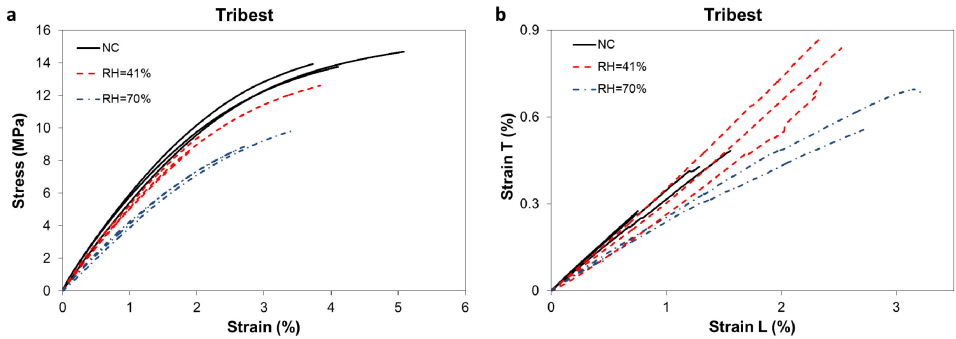 a
Tribest
16
14
12
10
8
6
4
2
0
Stress (MPa)
NC
RH=41%
RH=70%
0 1 2 3 4 5 6
Strain (%)
b
Tribest
0.9
0.6
0.3
0
Strain T (%)
NC
RH=41%
RH=70%
0 1 2 3
Strain L (%)